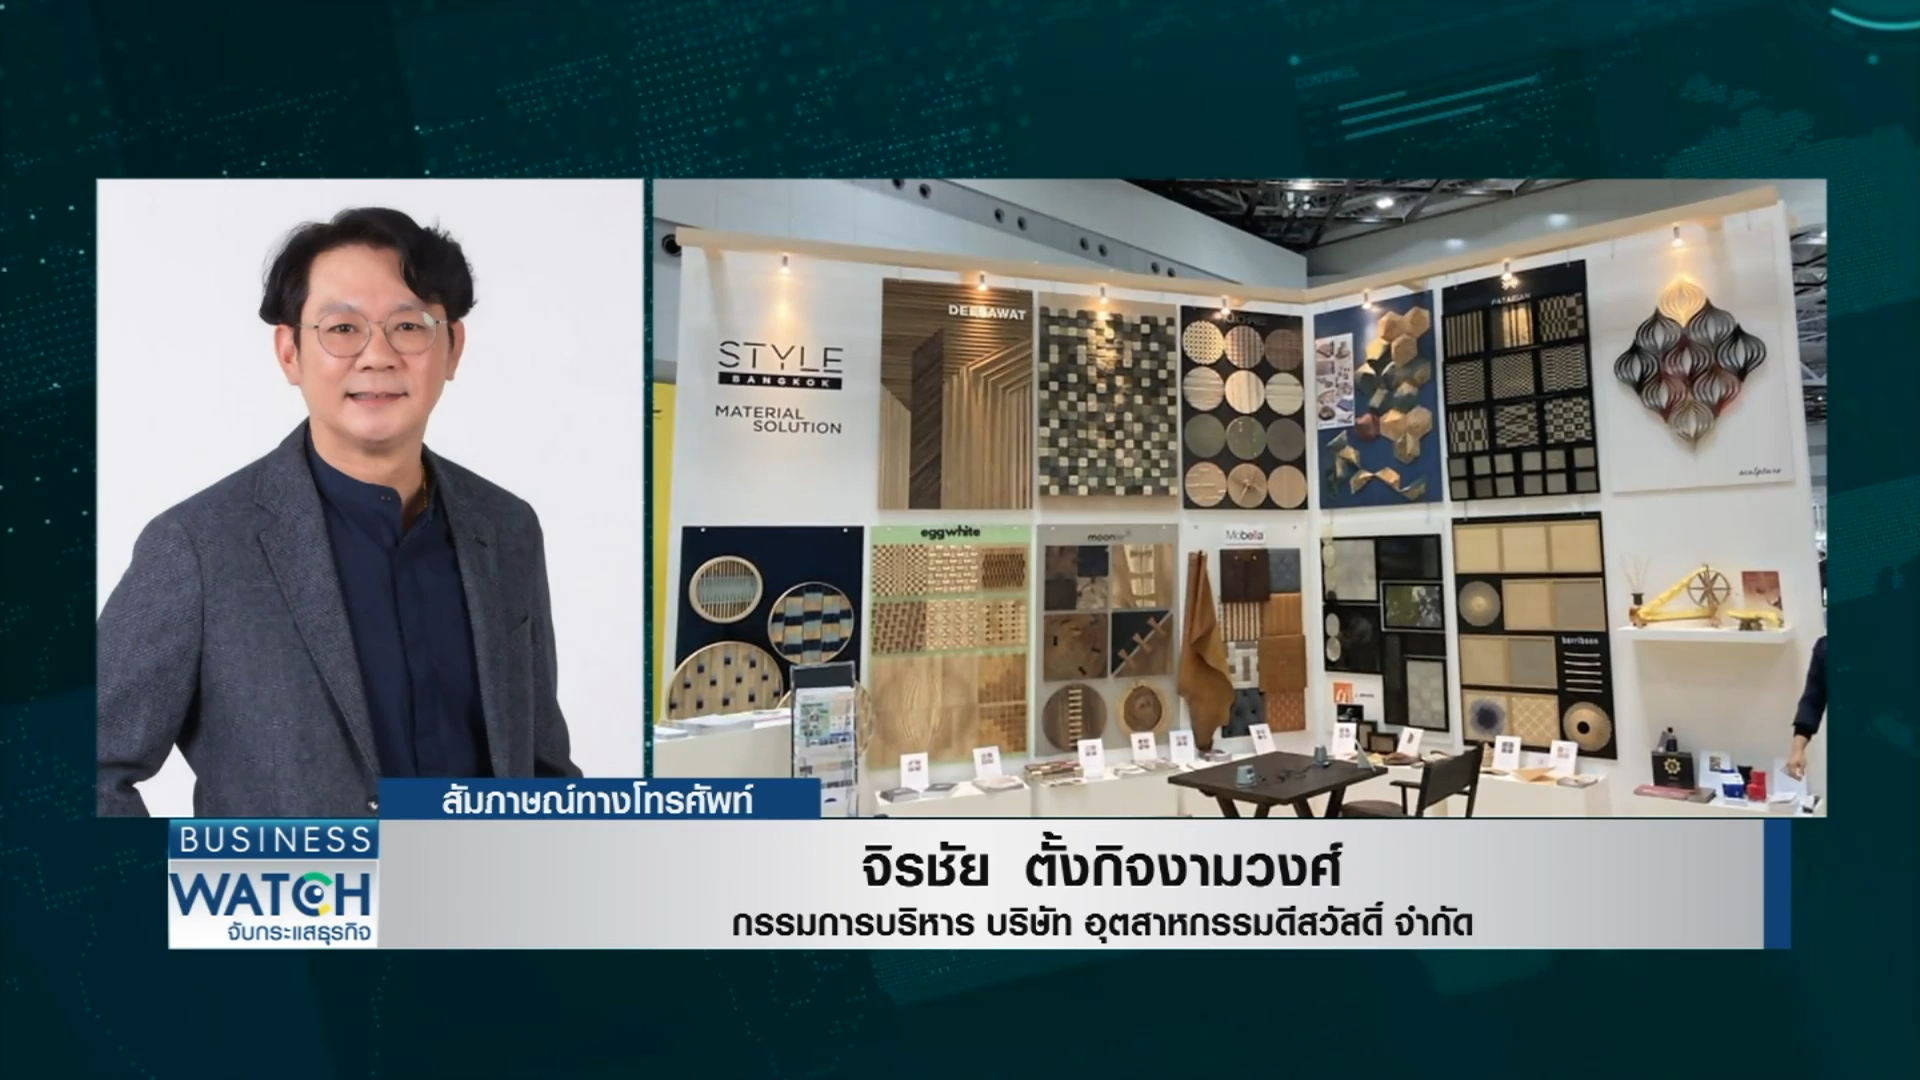 STYLE
BANGKOK
MATERIAL
SOLUTION
DEESAWAT
PATAPIAN
sculpture
eggwhite
moonler
Mobella
barriboon
สัมภาษณ์ทางโทรศัพท์
BUSINESS
WATCH
จับกระแสธุรกิจ
จิรชัย ตั้งกิจงามวงศ์
กรรมการบริหาร บริษัท อุตสาหกรรมดีสวัสดิ์ จำกัด